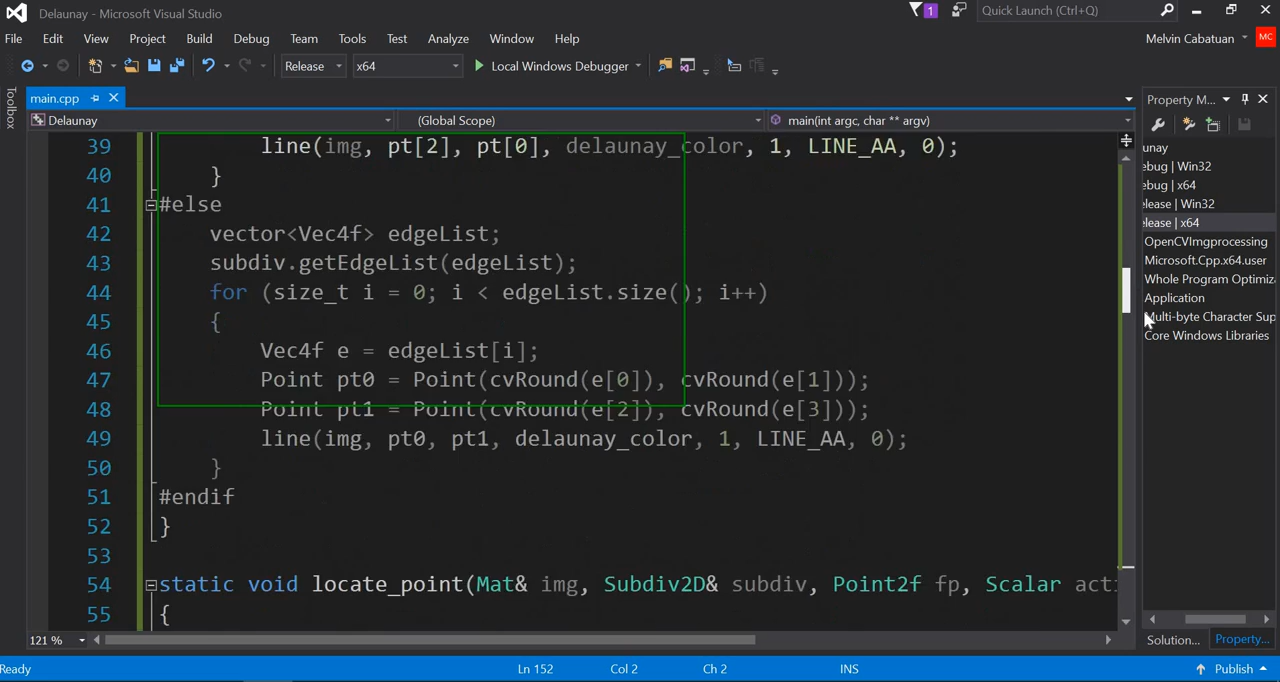 Delaunay - Microsoft Visual Studio
1
Quick Launch (Ctrl+Q)
File Edit View Project Build Debug Team Tools Test Analyze Window Help
Melvin Cabatuan MC
Release x64 Local Windows Debugger
Toolbox
main.cpp
Property M...
Delaunay (Global Scope) main(int argc, char ** argv)
39 line(img, pt[2], pt[0], delaunay_color, 1, LINE_AA, 0);
40 }
41 #else
42 vector<Vec4f> edgeList;
43 subdiv.getEdgeList(edgeList);
44 for (size_t i = 0; i < edgeList.size(); i++)
45 {
46 Vec4f e = edgeList[i];
47 Point pt0 = Point(cvRound(e[0]), cvRound(e[1]));
48 Point pt1 = Point(cvRound(e[2]), cvRound(e[3]));
49 line(img, pt0, pt1, delaunay_color, 1, LINE_AA, 0);
50 }
51 #endif
52 }
53
54 static void locate_point(Mat& img, Subdiv2D& subdiv, Point2f fp, Scalar acti
55 {
unay
ebug | Win32
ebug | x64
elease | Win32
elease | x64
OpenCVImgprocessing
Microsoft.Cpp.x64.user
Whole Program Optimiza
Application
Multi-byte Character Sup
Core Windows Libraries
121 %
Solution... Property...
Ready Ln 152 Col 2 Ch 2 INS Publish